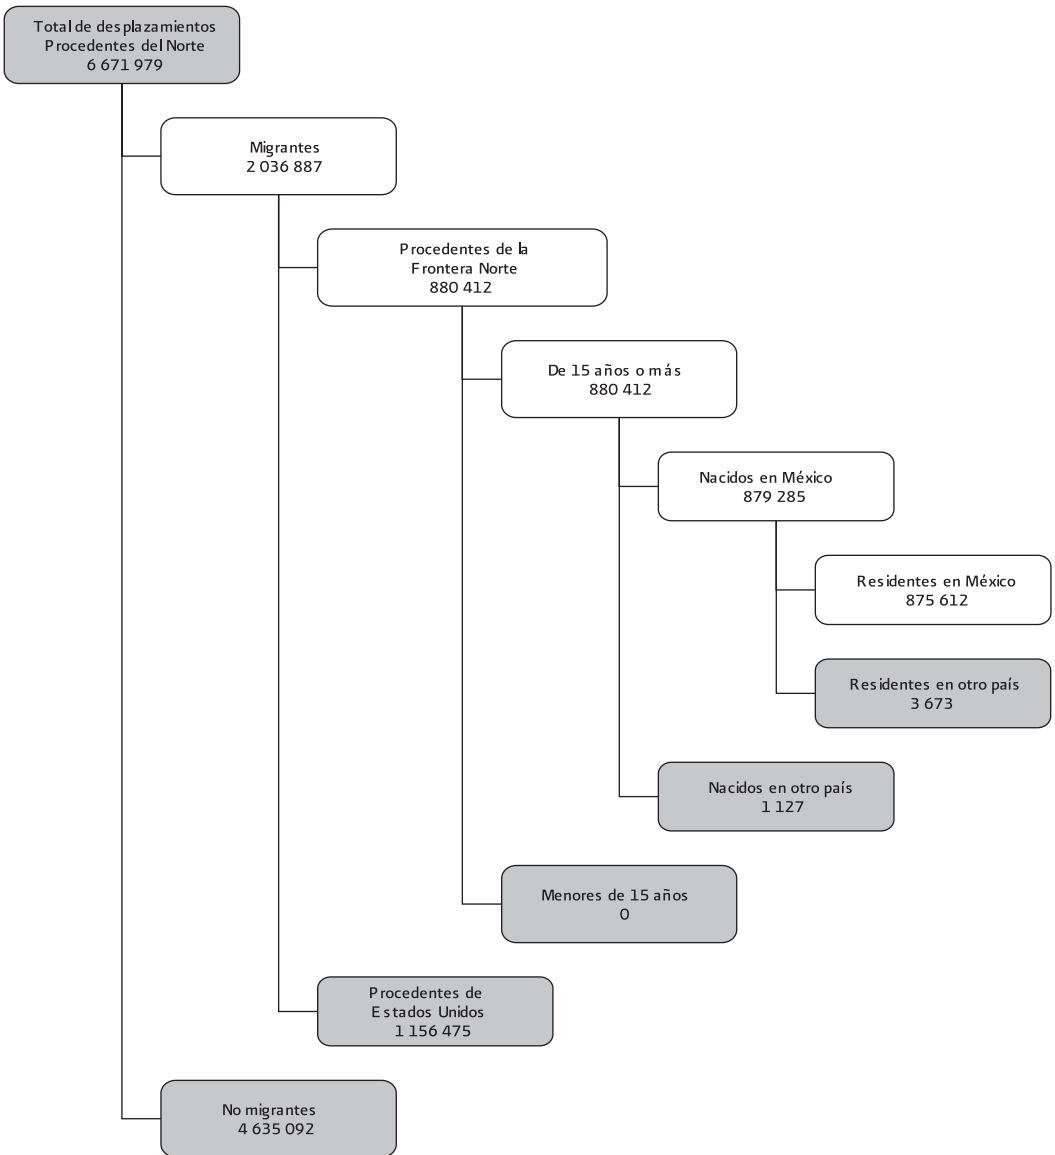 Total de desplazamientos
Procedentes del Norte
6 671 979
Migrantes
2 036 887
Procedentes de la
Frontera Norte
880 412
De 15 años o más
880 412
Nacidos en México
879 285
Residentes en México
875 612
Residentes en otro país
3 673
Nacidos en otro país
1 127
Menores de 15 años
0
Procedentes de
Estados Unidos
1 156 475
No migrantes
4 635 092